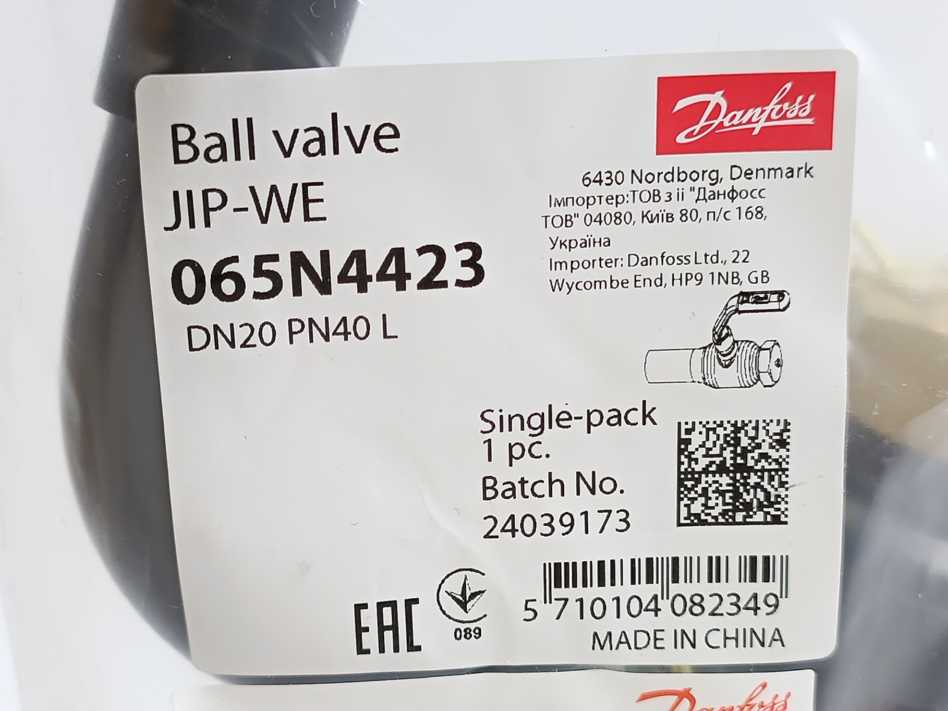 Ball valve
JIP-WE
065N4423
DN20 PN40 L
Danfoss
6430 Nordborg, Denmark
Імпортер:ТОВ з іі "Данфосс
ТОВ" 04080, Київ 80, п/с 168,
Україна
Importer: Danfoss Ltd., 22
Wycombe End, HP9 1NB, GB
Single-pack
1 pc.
Batch No.
24039173
EAC
089
5 710104 082349
MADE IN CHINA
Danfoss